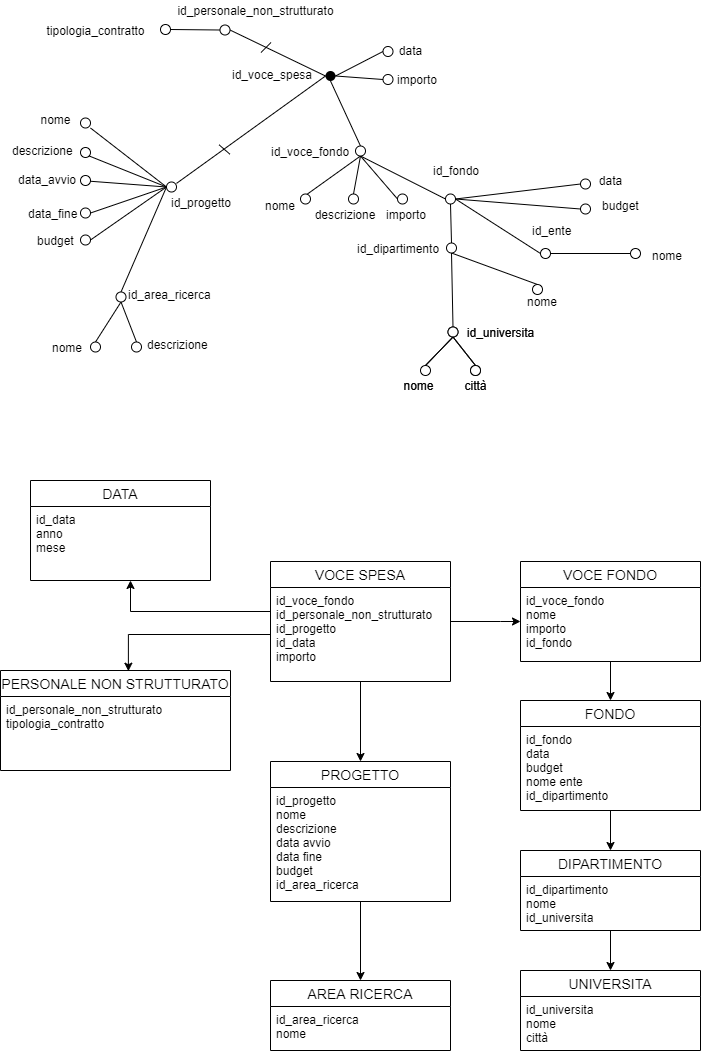 id_personale_non_strutturato
tipologia_contratto
data
id_voce_spesa
importo
nome
descrizione
id_voce_fondo
data_avvio
id_fondo
data
data_fine
id_progetto
nome
descrizione
importo
budget
budget
id_ente
id_dipartimento
nome
id_area_ricerca
nome
id_universita
nome
descrizione
nome
città
DATA
id_data
anno
mese
VOCE SPESA
id_voce_fondo
id_personale_non_strutturato
id_progetto
id_data
importo
VOCE FONDO
id_voce_fondo
nome
importo
id_fondo
PERSONALE NON STRUTTURATO
id_personale_non_strutturato
tipologia_contratto
FONDO
id_fondo
data
budget
nome ente
id_dipartimento
PROGETTO
id_progetto
nome
descrizione
data avvio
data fine
budget
id_area_ricerca
DIPARTIMENTO
id_dipartimento
nome
id_universita
AREA RICERCA
id_area_ricerca
nome
UNIVERSITA
id_universita
nome
città